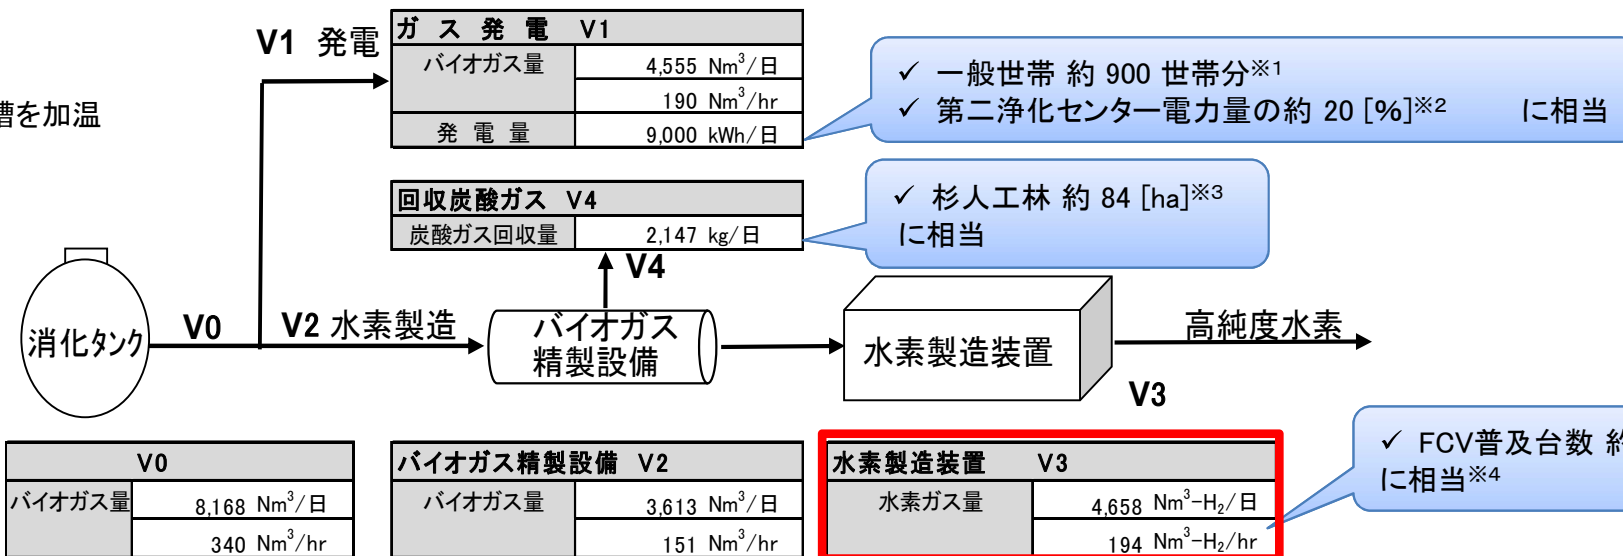 V1 発電
ガス発電 V1
バイオガス量 4,555 Nm³/日
190 Nm³/hr
発電量 9,000 kWh/日
✓ 一般世帯 約 900 世帯分※1
✓ 第二浄化センター電力量の約 20 [%]※2 に相当
槽を加温
回収炭酸ガス V4
炭酸ガス回収量 2,147 kg/日
✓ 杉人工林 約 84 [ha]※3
に相当
V4
消化タンク
V0
V2 水素製造
バイオガス
精製設備
水素製造装置
高純度水素
V3
V0
バイオガス量 8,168 Nm³/日
340 Nm³/hr
バイオガス精製設備 V2
バイオガス量 3,613 Nm³/日
151 Nm³/hr
水素製造装置 V3
水素ガス量 4,658 Nm³-H₂/日
194 Nm³-H₂/hr
✓ FCV普及台数 約
に相当※4